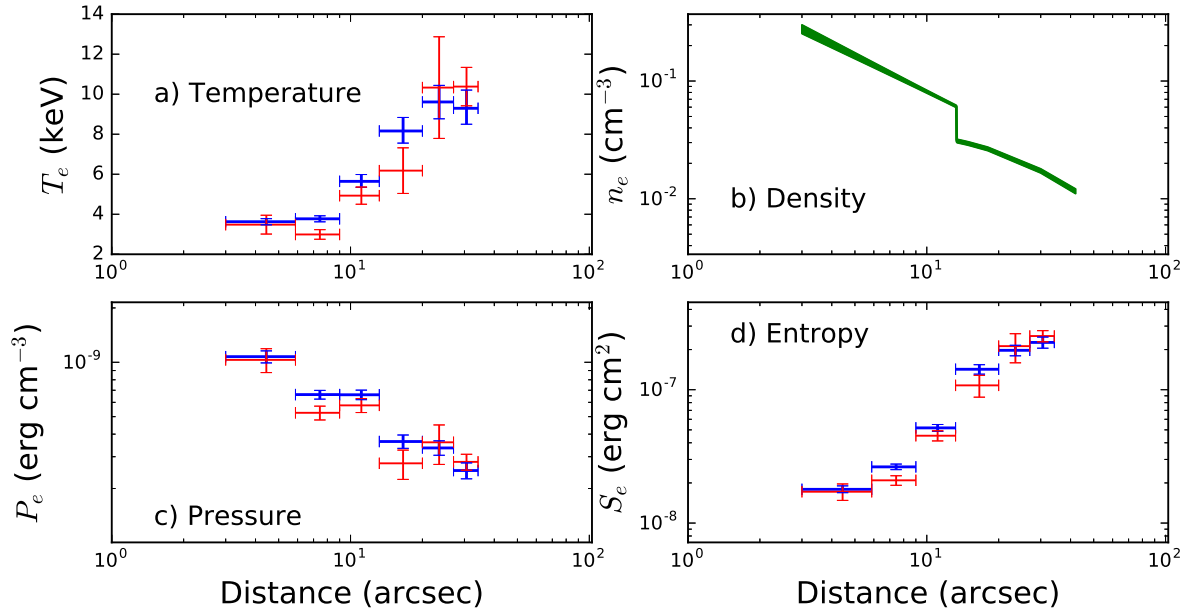 a) Temperature
T_e (keV)
14
12
10
8
6
4
2
10^0
10^1
10^2
b) Density
n_e (cm^−3)
10^-1
10^-2
10^0
10^1
10^2
c) Pressure
P_e (erg cm^−3)
10^-9
10^0
10^1
10^2
Distance (arcsec)
d) Entropy
S_e (erg cm^2)
10^-7
10^-8
10^0
10^1
10^2
Distance (arcsec)